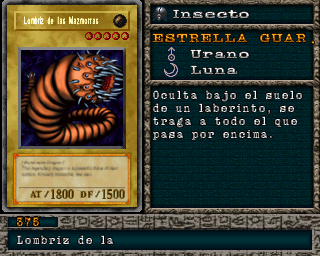 Lombriz de las Mazmorras
AT/1800 DF/1500
Insecto
ESTRELLA GUAR.
Urano
Luna
Oculta bajo el suelo
de un laberinto, se
traga a todo el que
pasa por encima.
375
Lombriz de la